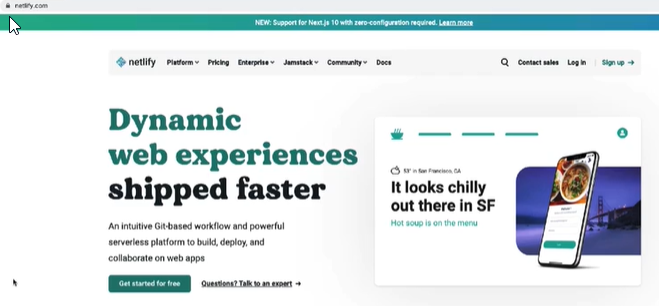 netlify.com
NEW: Support for Next.js 10 with zero-configuration required. Learn more
netlify Platform Pricing Enterprise Jamstack Community Docs Contact sales Log in Sign up →
Dynamic
web experiences
shipped faster
An intuitive Git-based workflow and powerful
serverless platform to build, deploy, and
collaborate on web apps
Get started for free Questions? Talk to an expert →
53° in San Francisco, CA
It looks chilly
out there in SF
Hot soup is on the menu